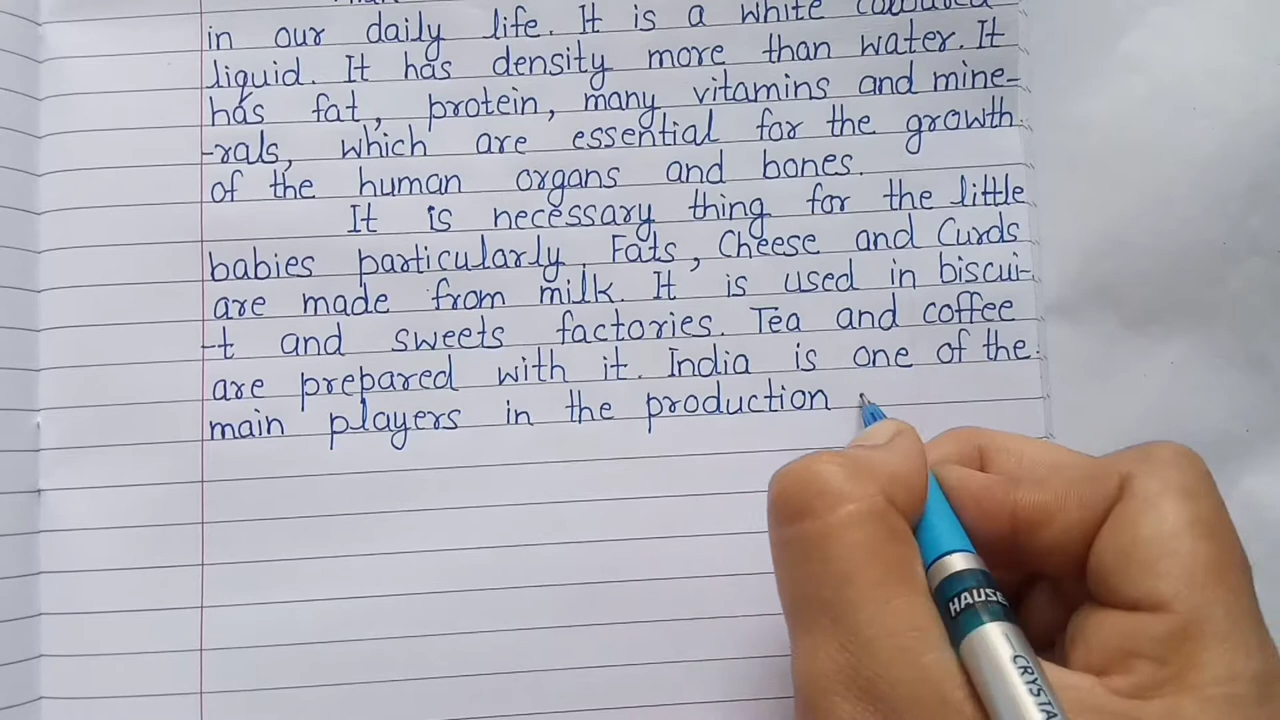 in our daily life. It is a white
liquid. It has density more than water. It
has fat, protein, many vitamins and mine-
-rals, which are essential for the growth
of the human organs and bones.
It is necessary thing for the little
babies particularly. Fats, Cheese and Curds
are made from milk. It is used in biscui-
-t and sweets factories. Tea and coffee
are prepared with it. India is one of the
main players in the production
HAUSE
CRYSTA